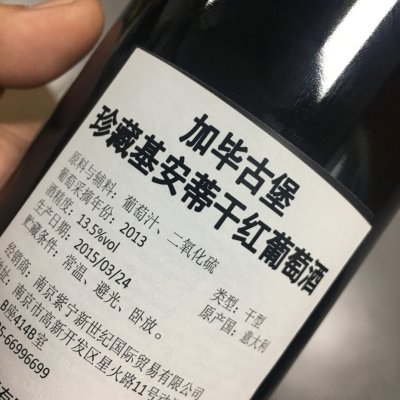 加毕古堡
珍藏基安蒂干红葡萄酒
原料与辅料：葡萄汁、二氧化硫
葡萄采摘年份：2013 类型：干型
酒精度：13.5%vol 原产国：意大利
生产日期：2015/03/24
贮藏条件：常温、避光、卧放。
经销商：南京紫宁新世纪国际贸易有限公司
地址：南京市高新开发区星火路11号动
B座414B室
5-66996699